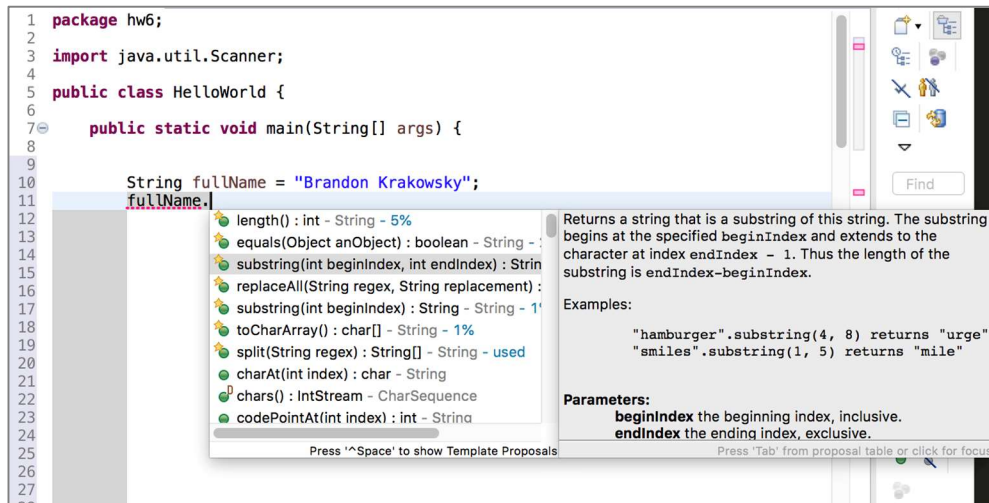 1 package hw6;
2
3 import java.util.Scanner;
4
5 public class HelloWorld {
6
7 public static void main(String[] args) {
8
9
10 String fullName = "Brandon Krakowsky";
11 fullName.
12
13
14
15
16
17
18
19
20
21
22
23
24
25
26
27
length() : int - String - 5%
equals(Object anObject) : boolean - String -
substring(int beginIndex, int endIndex) : Strin
replaceAll(String regex, String replacement) :
substring(int beginIndex) : String - String - 1
toCharArray() : char[] - String - 1%
split(String regex) : String[] - String - used
charAt(int index) : char - String
chars() : IntStream - CharSequence
codePointAt(int index) : int - String
Press '^Space' to show Template Proposals
Returns a string that is a substring of this string. The substring
begins at the specified beginIndex and extends to the
character at index endIndex - 1. Thus the length of the
substring is endIndex-beginIndex.
Examples:
"hamburger".substring(4, 8) returns "urge"
"smiles".substring(1, 5) returns "mile"
Parameters:
beginIndex the beginning index, inclusive.
endIndex the ending index, exclusive.
Press 'Tab' from proposal table or click for focus
Find